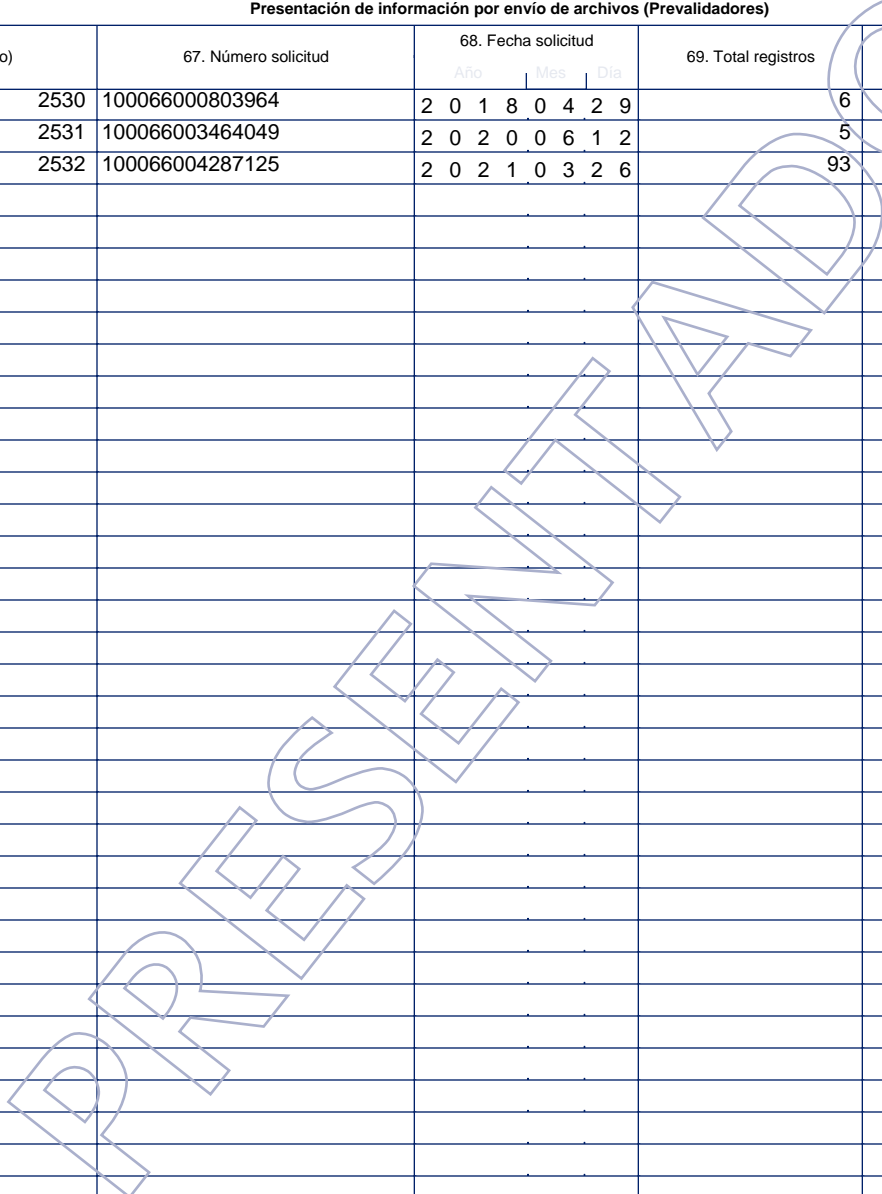 Presentación de información por envío de archivos (Prevalidadores)
o) 67. Número solicitud 68. Fecha solicitud 69. Total registros
Año Mes Día
2530 100066000803964 2 0 1 8 0 4 2 9 6
2531 100066003464049 2 0 2 0 0 6 1 2 5
2532 100066004287125 2 0 2 1 0 3 2 6 93
PRESENTADO